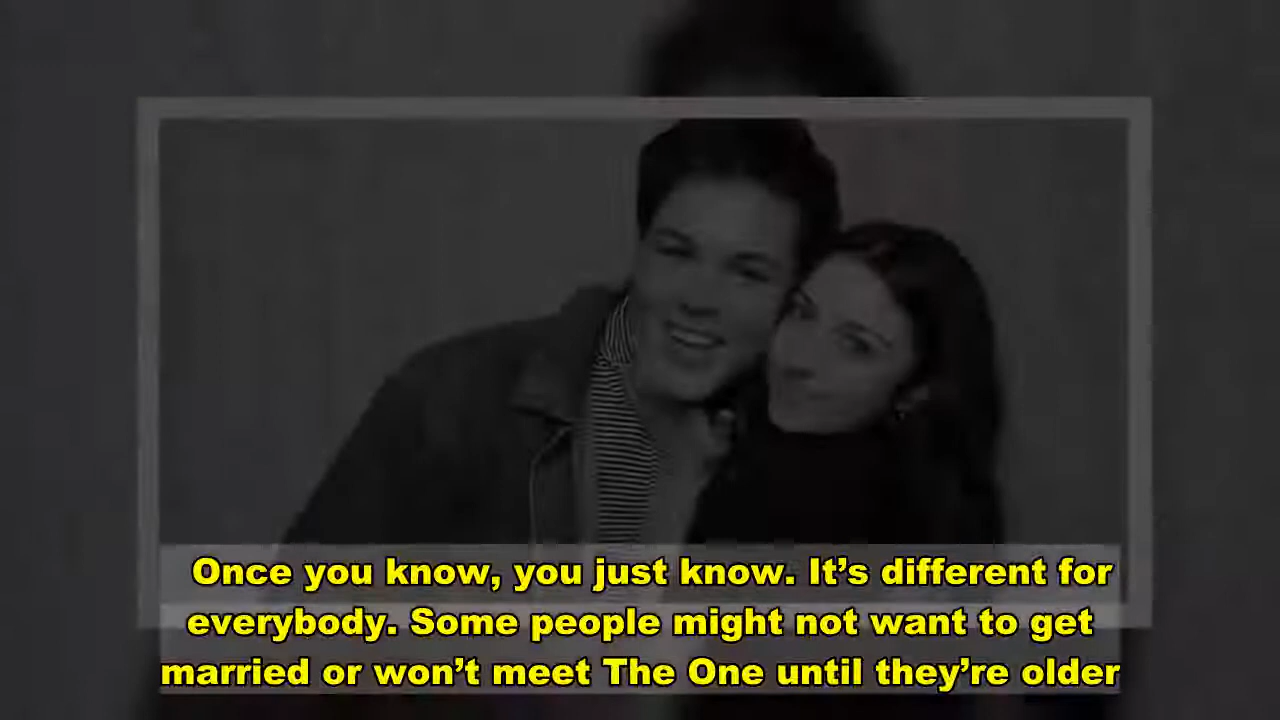 Once you know, you just know. It’s different for
everybody. Some people might not want to get
married or won’t meet The One until they’re older